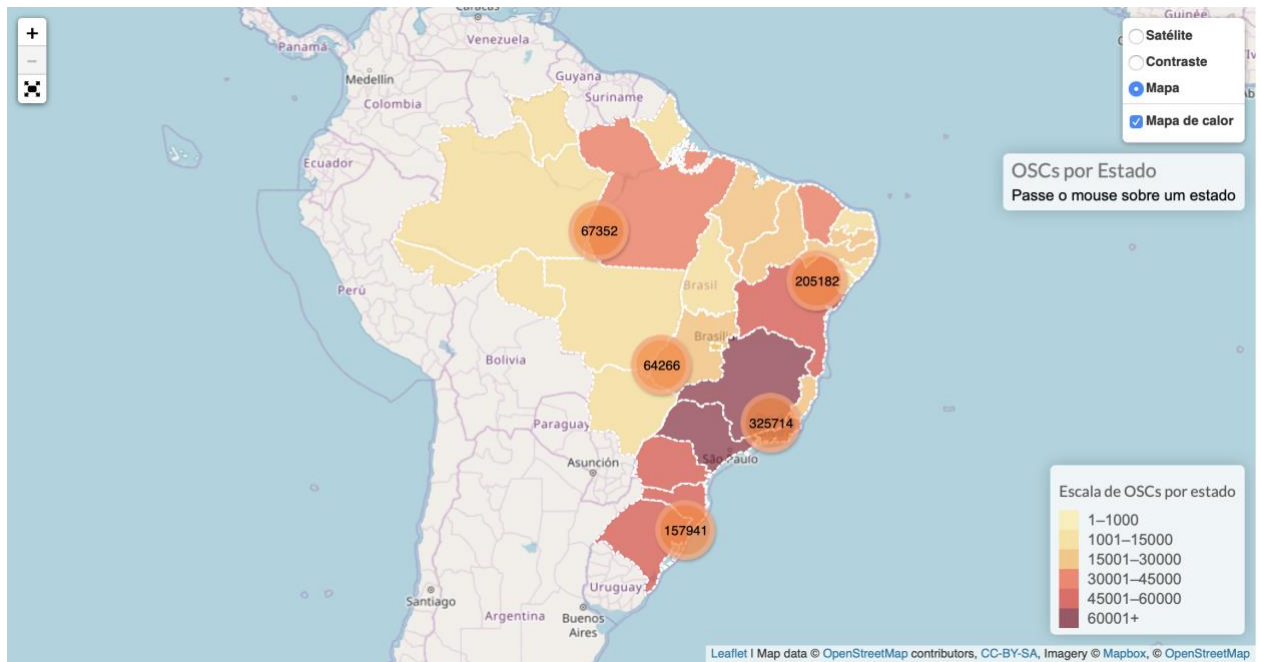 +
−
Satélite
Contraste
Mapa
Mapa de calor
OSCs por Estado
Passe o mouse sobre um estado
Caracas
Guinée
Panamá
Venezuela
Medellín
Guyana
Colombia
Suriname
Ecuador
67352
205182
Perú
Brasil
Brasíl
64266
Bolivia
325714
Paraguay
São Paulo
Asunción
157941
Uruguay
Santiago
Argentina
Buenos
Aires
Escala de OSCs por estado
1–1000
1001–15000
15001–30000
30001–45000
45001–60000
60001+
Leaflet | Map data © OpenStreetMap contributors, CC-BY-SA, Imagery © Mapbox, © OpenStreetMap